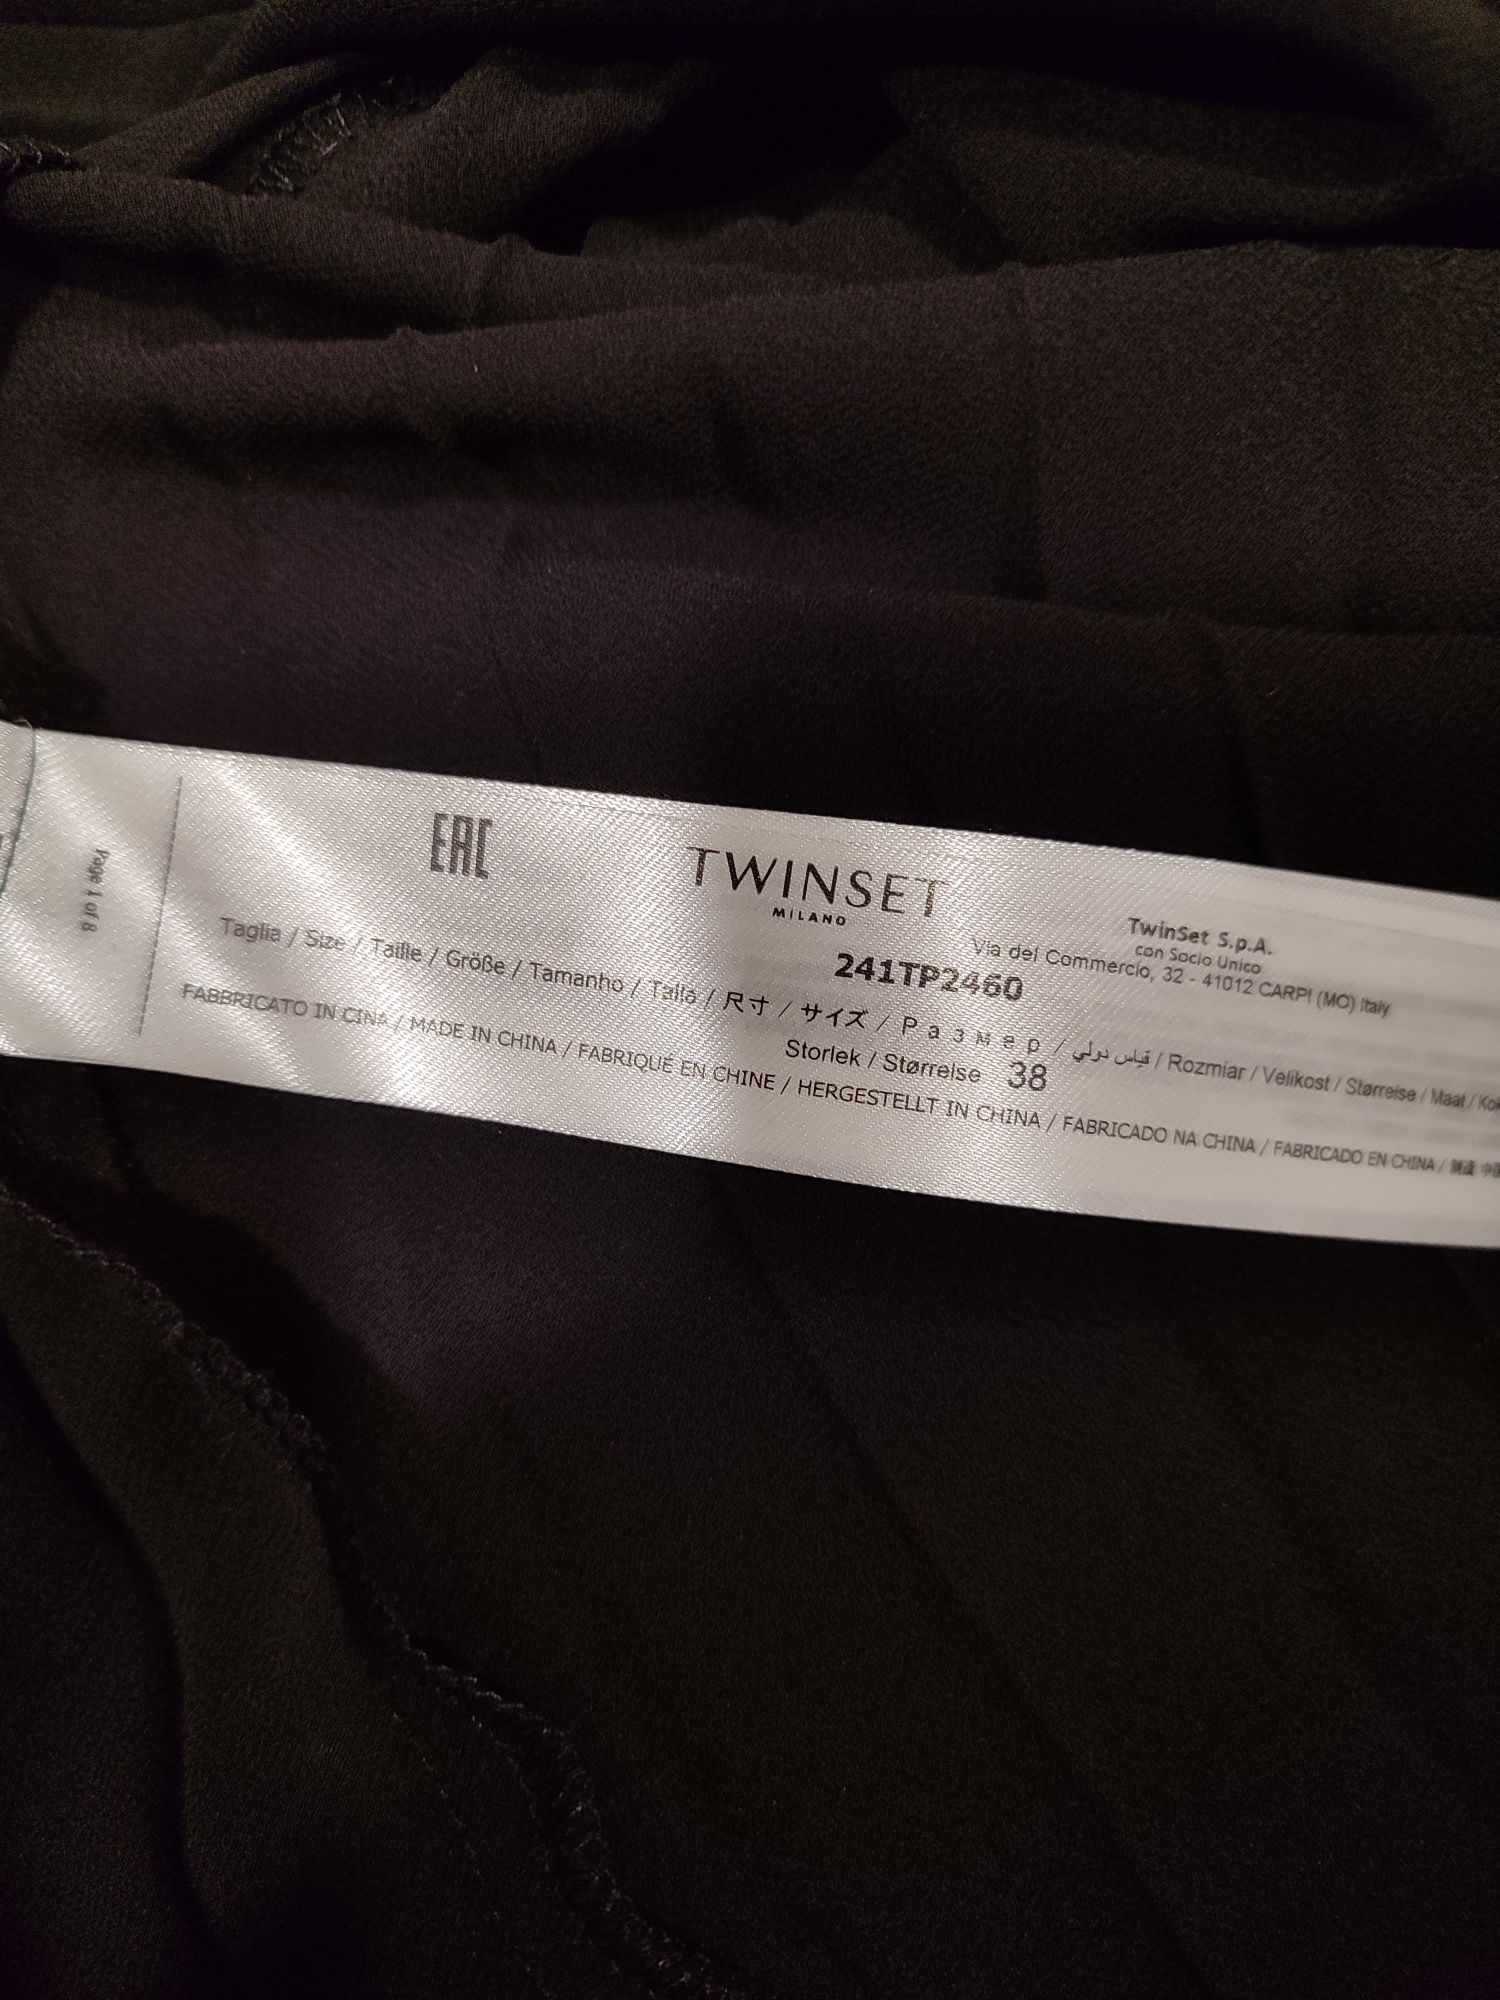 Page 1 of 8
EAC
TWINSET
MILANO
TwinSet S.p.A.
con Socio Unico
Via del Commercio, 32 - 41012 CARPI (MO) Italy
241TP2460
Taglia / Size / Taille / Größe / Tamanho / Talla / 尺寸 / サイズ / Размер / قياس دولي / Rozmiar / Velikost / Størrelse / Maat /
Storlek / Størrelse 38
FABBRICATO IN CINA / MADE IN CHINA / FABRIQUÉ EN CHINE / HERGESTELLT IN CHINA / FABRICADO NA CHINA / FABRICADO EN CHINA /